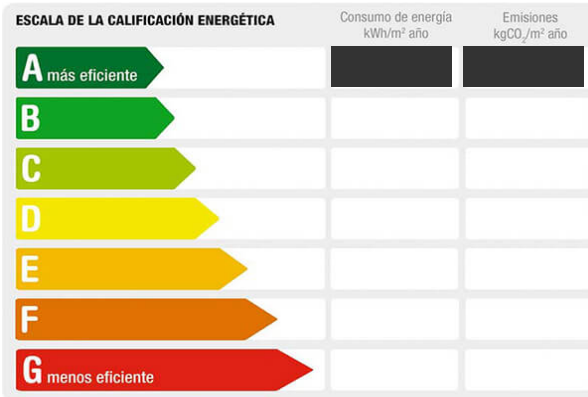 ESCALA DE LA CALIFICACIÓN ENERGÉTICA
Consumo de energía
kWh/m² año
Emisiones
kgCO₂/m² año
A más eficiente
B
C
D
E
F
G menos eficiente